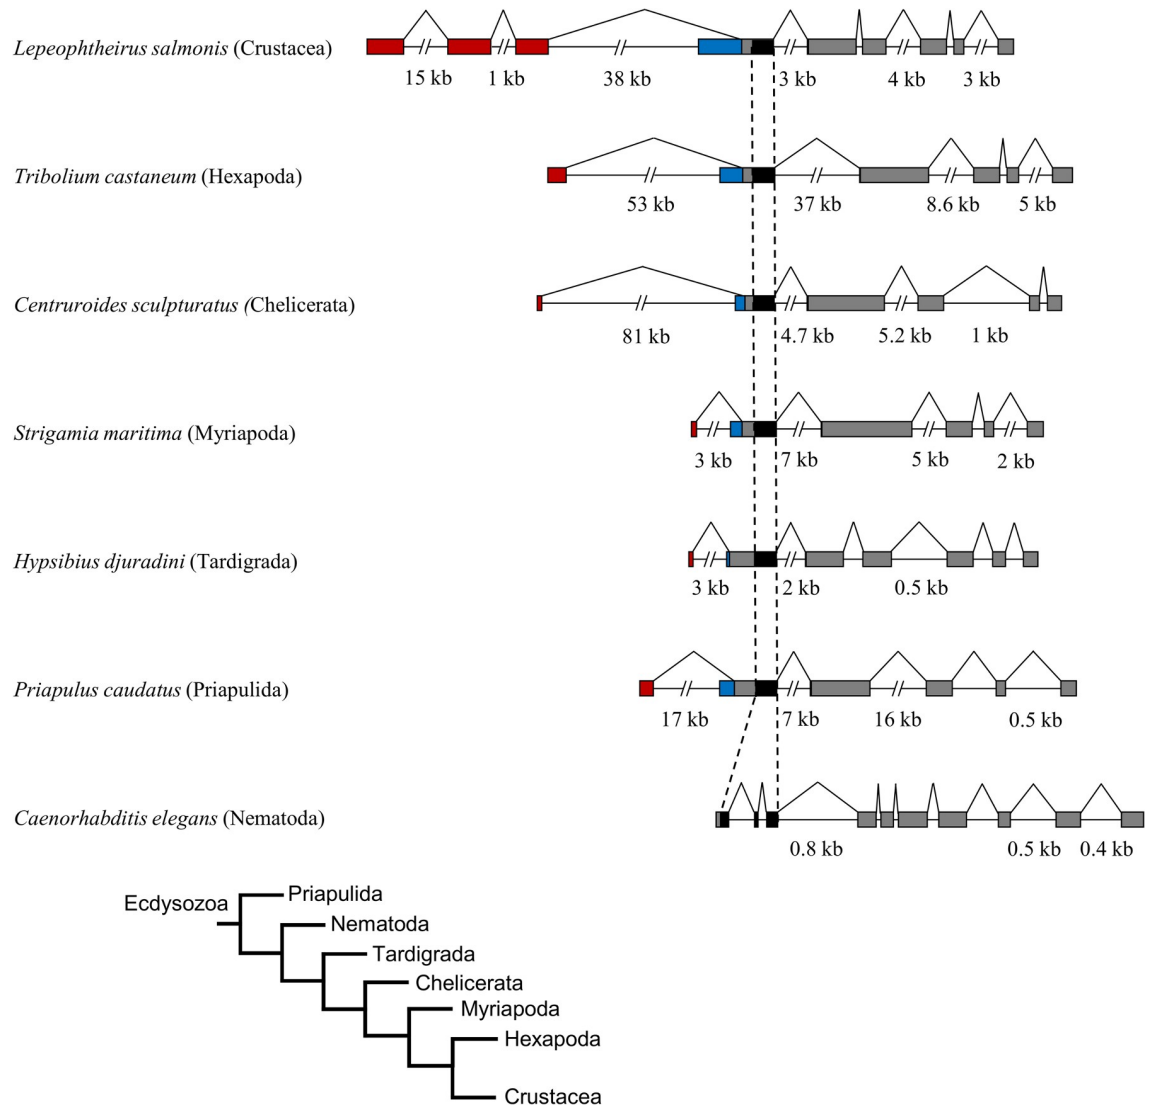 Lepeophtheirus salmonis (Crustacea)
15 kb 1 kb 38 kb 3 kb 4 kb 3 kb
Tribolium castaneum (Hexapoda)
53 kb 37 kb 8.6 kb 5 kb
Centruroides sculpturatus (Chelicerata)
81 kb 4.7 kb 5.2 kb 1 kb
Strigamia maritima (Myriapoda)
3 kb 7 kb 5 kb 2 kb
Hypsibius djuradini (Tardigrada)
3 kb 2 kb 0.5 kb
Priapulus caudatus (Priapulida)
17 kb 7 kb 16 kb 0.5 kb
Caenorhabditis elegans (Nematoda)
0.8 kb 0.5 kb 0.4 kb
Ecdysozoa
Priapulida
Nematoda
Tardigrada
Chelicerata
Myriapoda
Hexapoda
Crustacea